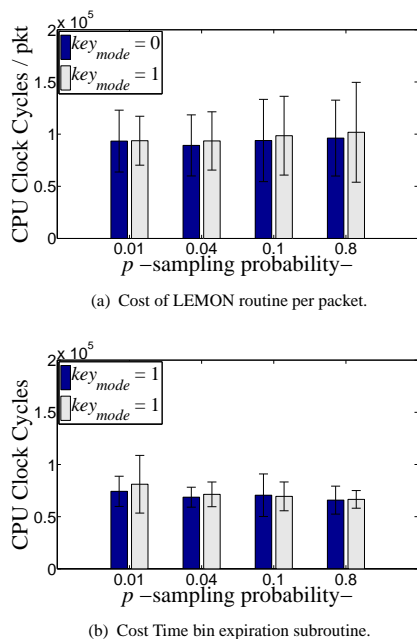 x 10^5
2
key_mode = 0
key_mode = 1
1.5
1
0.5
0
CPU Clock Cycles / pkt
0.01 0.04 0.1 0.8
p –sampling probability–
(a) Cost of LEMON routine per packet.
x 10^5
2
key_mode = 1
key_mode = 1
1.5
1
0.5
0
CPU Clock Cycles
0.01 0.04 0.1 0.8
p –sampling probability–
(b) Cost Time bin expiration subroutine.